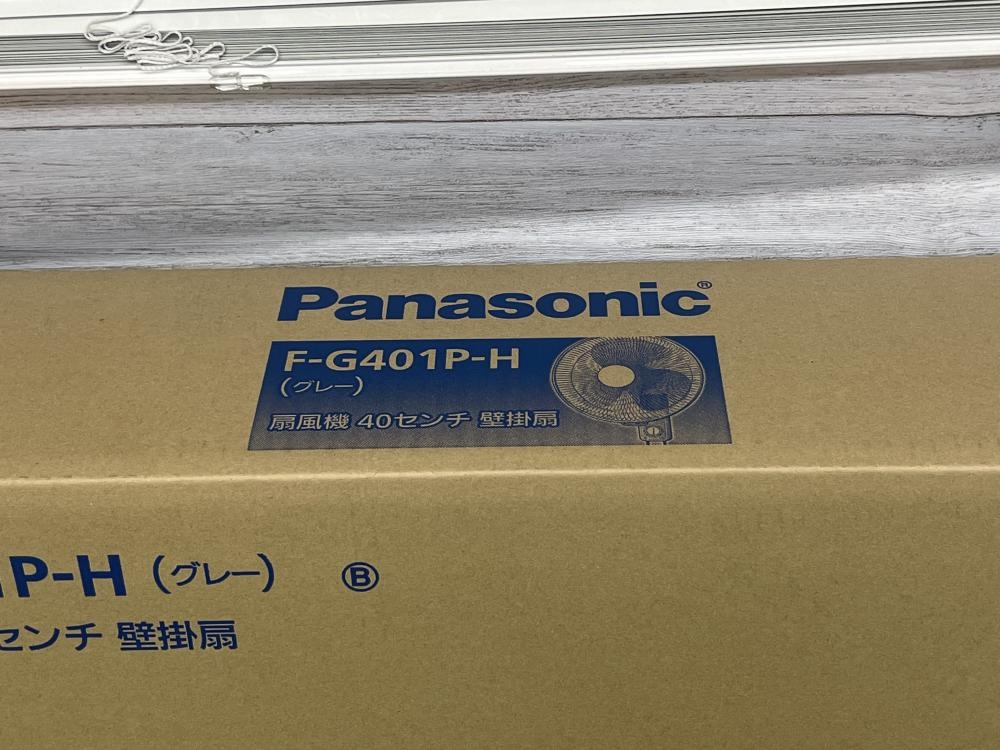 Panasonic®
F-G401P-H
(グレー)
扇風機 40センチ 壁掛扇
1P-H (グレー) Ⓑ
センチ 壁掛扇